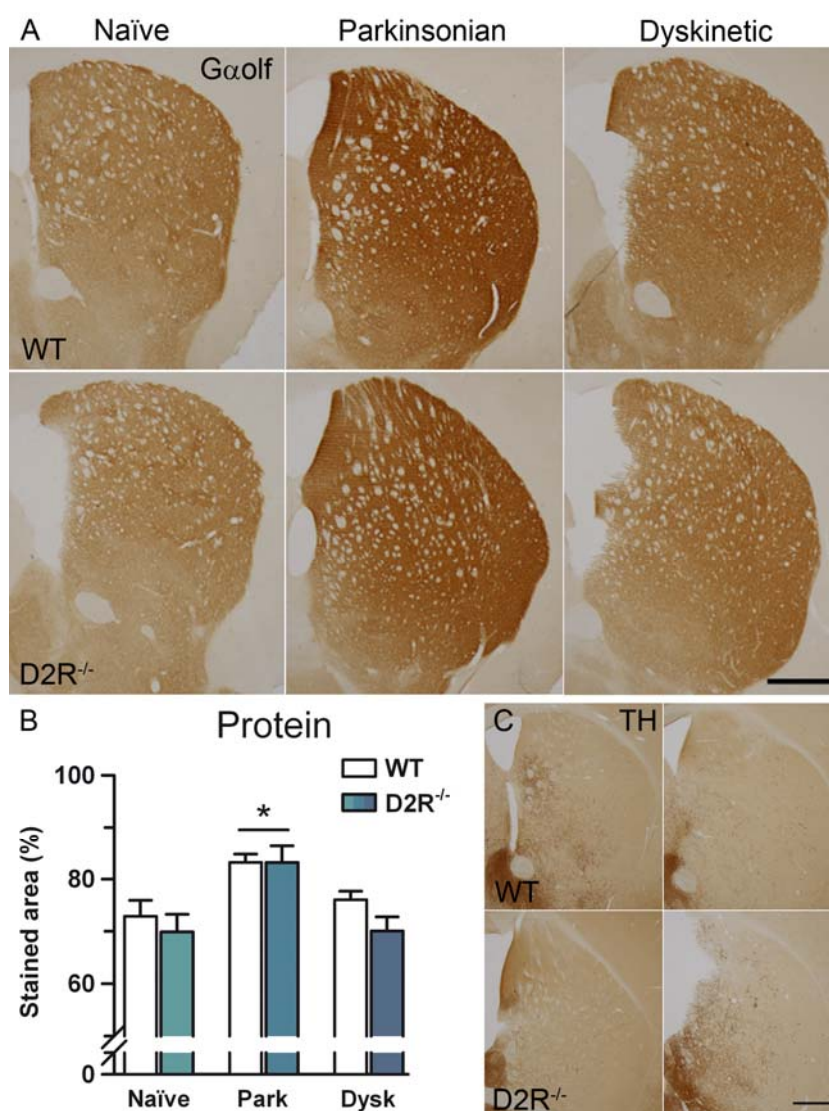 A
Naïve
Parkinsonian
Dyskinetic
Gαolf
WT
D2R-/-
B
Protein
WT
D2R-/-
*
Stained area (%)
100
80
60
0
Naïve
Park
Dysk
C
TH
WT
D2R-/-